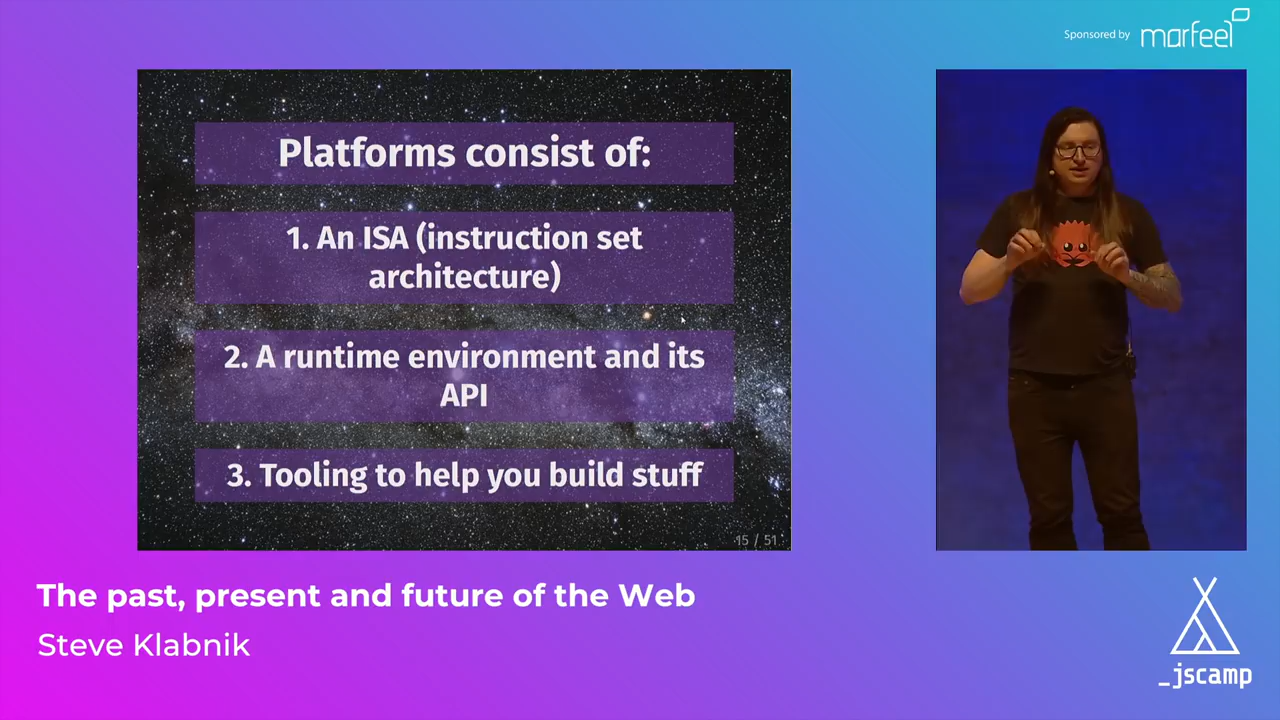 Sponsored by marfeel
Platforms consist of:
1. An ISA (instruction set
architecture)
2. A runtime environment and its
API
3. Tooling to help you build stuff
15 / 51
The past, present and future of the Web
Steve Klabnik
_jscamp